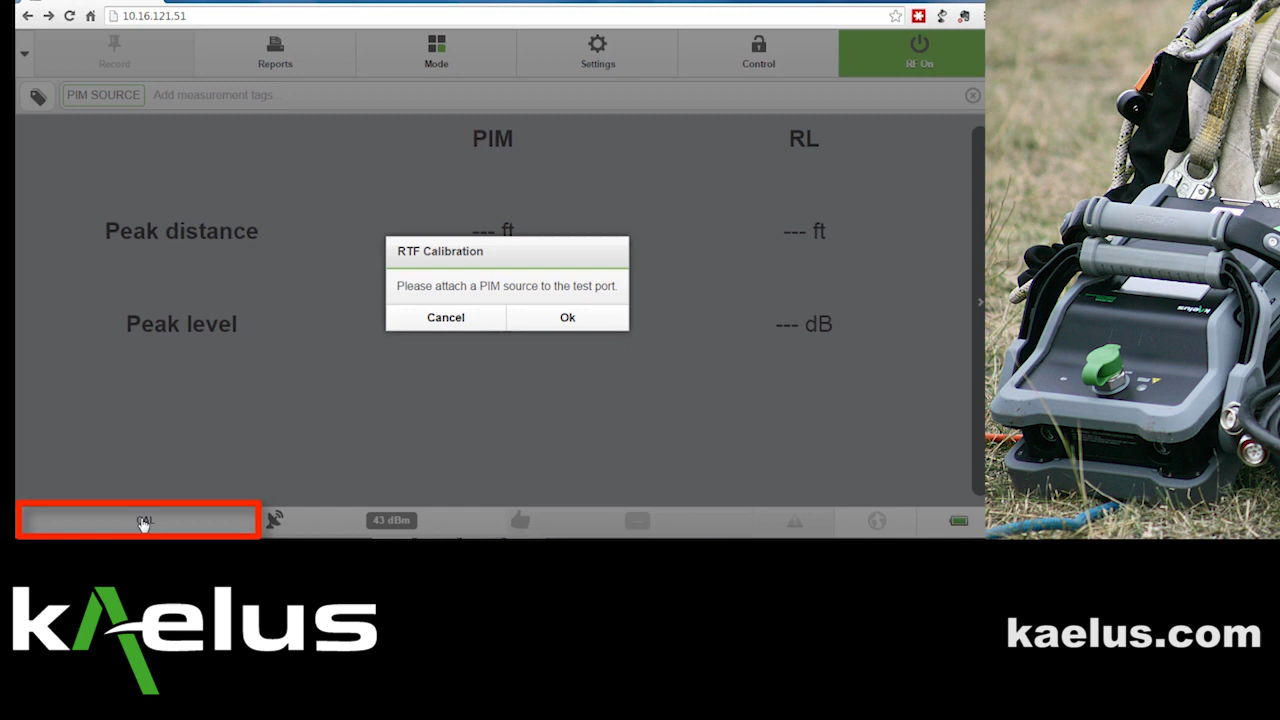 10.16.121.51
Record
Reports
Mode
Settings
Control
RF On
PIM SOURCE
Add measurement tags...
PIM
RL
Peak distance
--- ft
--- ft
RTF Calibration
Please attach a PIM source to the test port.
Cancel
Ok
Peak level
--- dB
CAL
43 dBm
kaelus
kaelus
kaelus.com